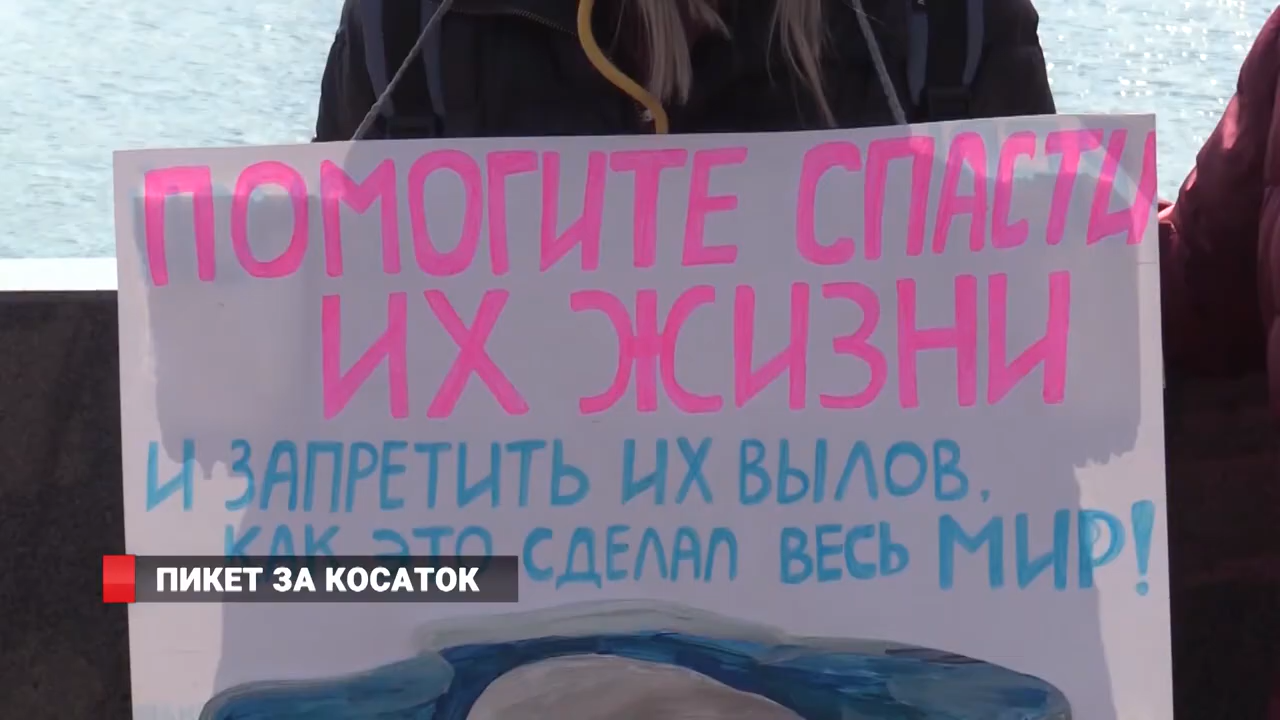 ПОМОГИТЕ СПАСТИ
ИХ ЖИЗНИ
И ЗАПРЕТИТЬ ИХ ВЫЛОВ,
КАК ЭТО СДЕЛАЛ ВЕСЬ МИР!
ПИКЕТ ЗА КОСАТОК